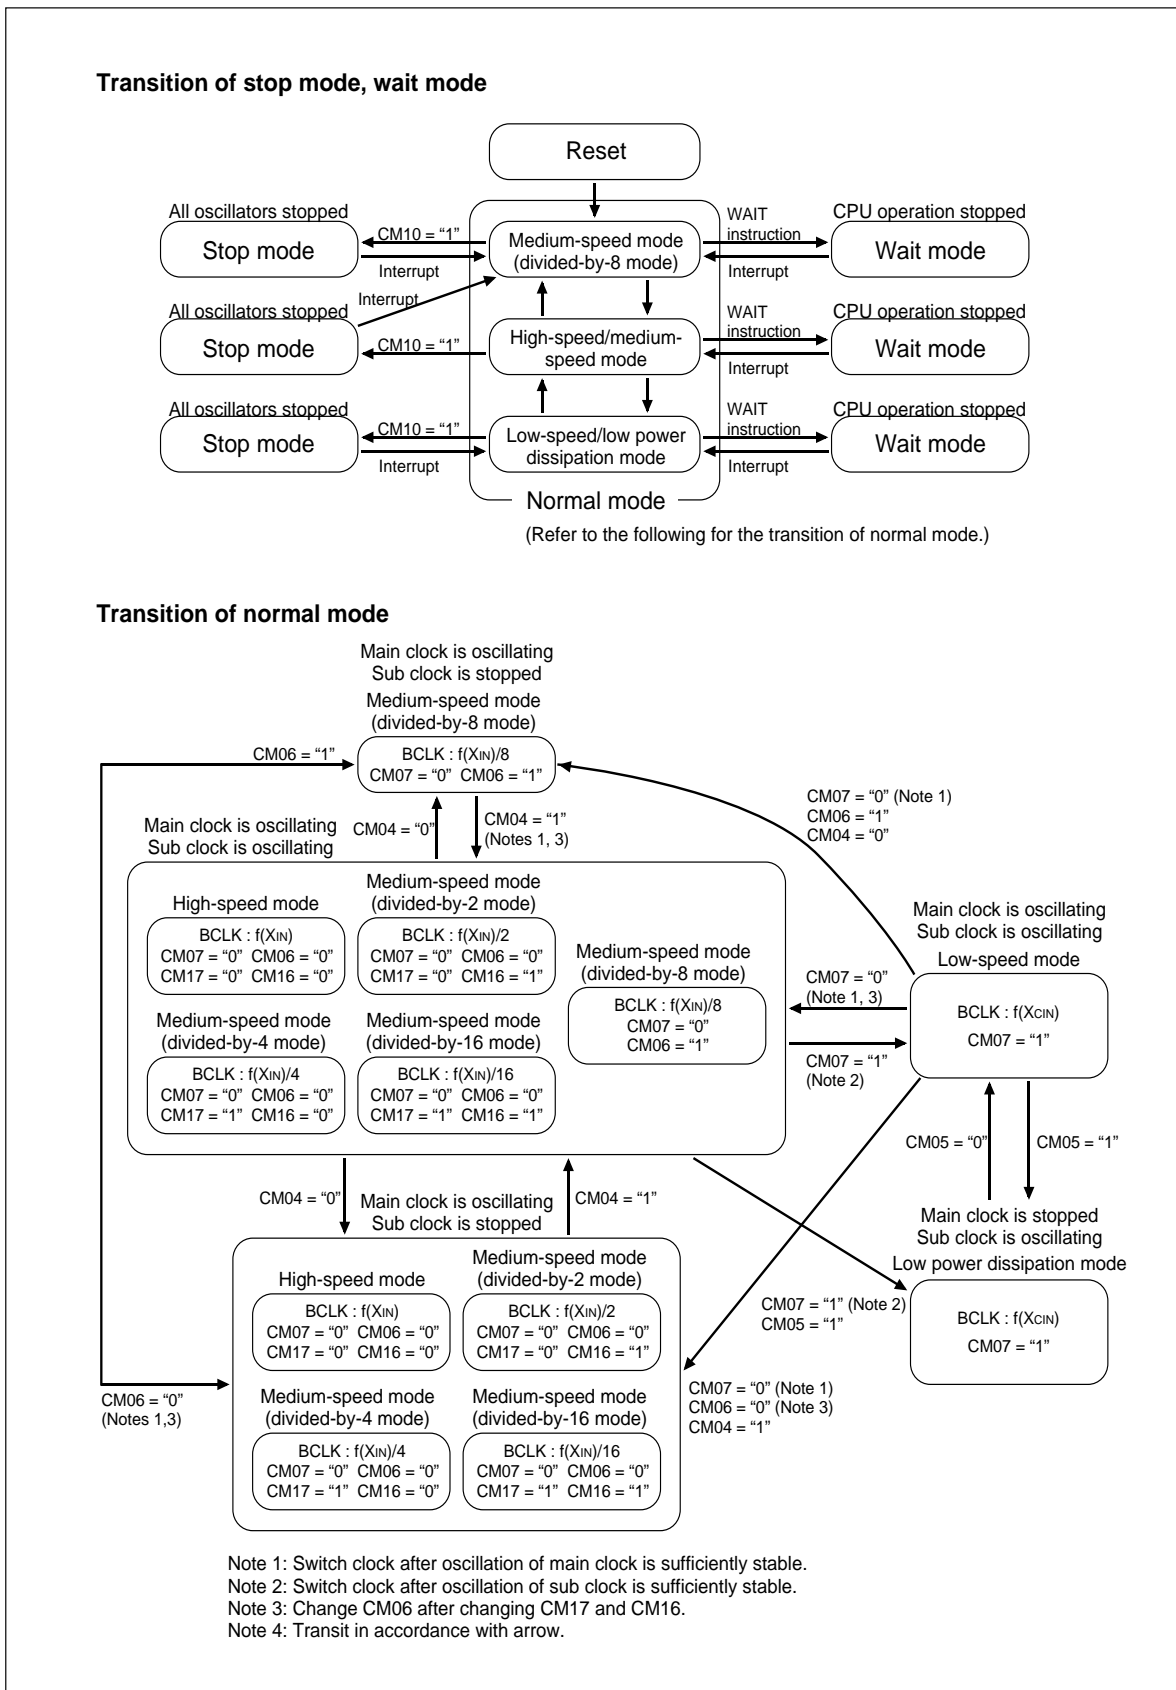 Transition of stop mode, wait mode
Reset
All oscillators stopped
Stop mode
CM10 = “1”
Interrupt
Medium-speed mode
(divided-by-8 mode)
WAIT
instruction
Interrupt
CPU operation stopped
Wait mode
Interrupt
All oscillators stopped
Stop mode
CM10 = “1”
High-speed/medium-
speed mode
WAIT
instruction
Interrupt
CPU operation stopped
Wait mode
All oscillators stopped
Stop mode
CM10 = “1”
Interrupt
Low-speed/low power
dissipation mode
WAIT
instruction
Interrupt
CPU operation stopped
Wait mode
Normal mode
(Refer to the following for the transition of normal mode.)
Transition of normal mode
Main clock is oscillating
Sub clock is stopped
Medium-speed mode
(divided-by-8 mode)
BCLK : f(XIN)/8
CM07 = “0” CM06 = “1”
CM06 = “1”
CM04 = “0”
CM04 = “1”
(Notes 1, 3)
CM07 = “0” (Note 1)
CM06 = “1”
CM04 = “0”
Main clock is oscillating
Sub clock is oscillating
High-speed mode
BCLK : f(XIN)
CM07 = “0” CM06 = “0”
CM17 = “0” CM16 = “0”
Medium-speed mode
(divided-by-2 mode)
BCLK : f(XIN)/2
CM07 = “0” CM06 = “0”
CM17 = “0” CM16 = “1”
Medium-speed mode
(divided-by-8 mode)
BCLK : f(XIN)/8
CM07 = “0”
CM06 = “1”
Medium-speed mode
(divided-by-4 mode)
BCLK : f(XIN)/4
CM07 = “0” CM06 = “0”
CM17 = “1” CM16 = “0”
Medium-speed mode
(divided-by-16 mode)
BCLK : f(XIN)/16
CM07 = “0” CM06 = “0”
CM17 = “1” CM16 = “1”
CM07 = “0”
(Note 1, 3)
CM07 = “1”
(Note 2)
Main clock is oscillating
Sub clock is oscillating
Low-speed mode
BCLK : f(XCIN)
CM07 = “1”
CM05 = “0”
CM05 = “1”
Main clock is stopped
Sub clock is oscillating
Low power dissipation mode
BCLK : f(XCIN)
CM07 = “1”
CM07 = “1” (Note 2)
CM05 = “1”
CM04 = “0”
Main clock is oscillating
Sub clock is stopped
CM04 = “1”
High-speed mode
BCLK : f(XIN)
CM07 = “0” CM06 = “0”
CM17 = “0” CM16 = “0”
Medium-speed mode
(divided-by-2 mode)
BCLK : f(XIN)/2
CM07 = “0” CM06 = “0”
CM17 = “0” CM16 = “1”
Medium-speed mode
(divided-by-4 mode)
BCLK : f(XIN)/4
CM07 = “0” CM06 = “0”
CM17 = “1” CM16 = “0”
Medium-speed mode
(divided-by-16 mode)
BCLK : f(XIN)/16
CM07 = “0” CM06 = “0”
CM17 = “1” CM16 = “1”
CM06 = “0”
(Notes 1,3)
CM07 = “0” (Note 1)
CM06 = “0” (Note 3)
CM04 = “1”
Note 1: Switch clock after oscillation of main clock is sufficiently stable.
Note 2: Switch clock after oscillation of sub clock is sufficiently stable.
Note 3: Change CM06 after changing CM17 and CM16.
Note 4: Transit in accordance with arrow.